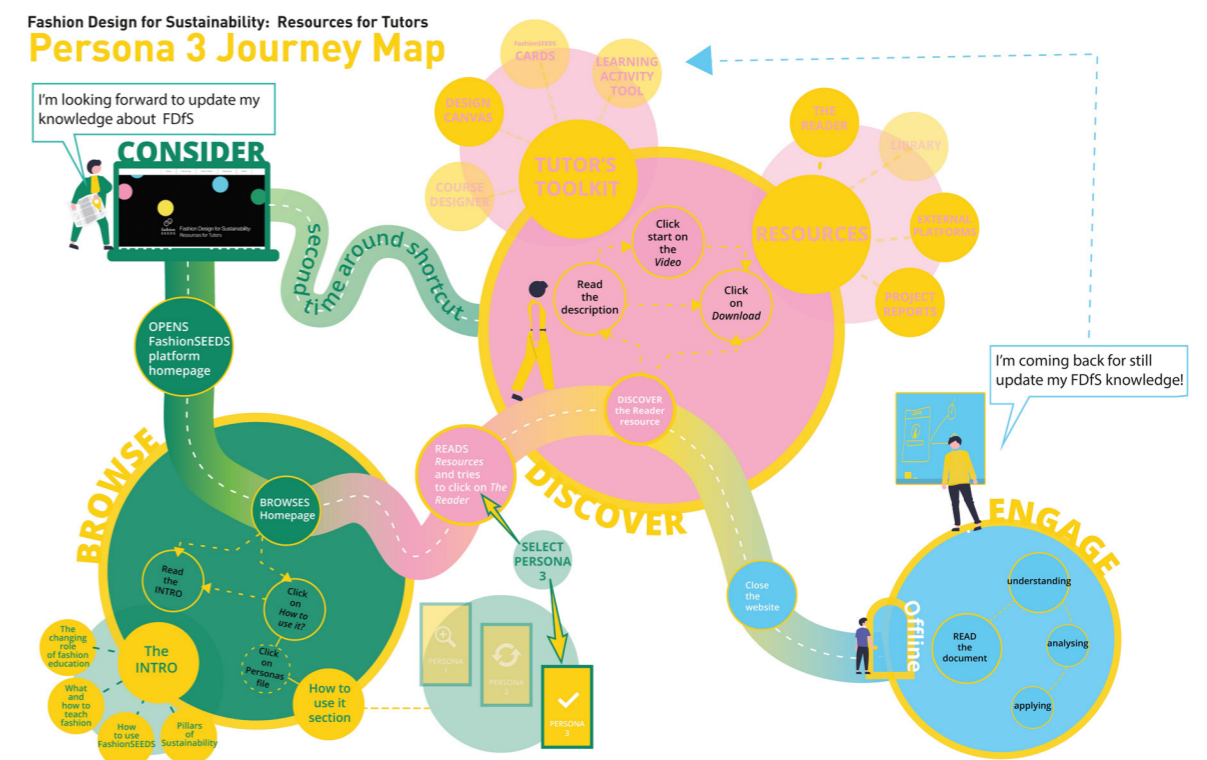 Fashion Design for Sustainability: Resources for Tutors
Persona 3 Journey Map
I'm looking forward to update my
knowledge about FDfS
CONSIDER
Fashion Design for Sustainability
Resources for Tutors
second time around shortcut
OPENS
FashionSEEDS
platform
homepage
BROWSE
BROWSES
Homepage
Read
the
INTRO
Click
on
How to
use it?
Click
on
Personas
file
The
INTRO
The
changing
role
of fashion
education
What
and
how to
teach
fashion
How
to use
FashionSEEDS
Pillars
of
Sustainability
How to
use it
section
SELECT
PERSONA
3
PERSONA
1
PERSONA
2
PERSONA
3
READS
Resources
and tries
to click on The
Reader
DISCOVER
DISCOVER
the Reader
resource
Read
the
description
Click
start on
the
Video
Click
on
Download
TUTOR'S
TOOLKIT
FashionSEEDS
CARDS
LEARNING
ACTIVITY
TOOL
DESIGN
CANVAS
COURSE
DESIGNER
RESOURCES
THE
READER
LIBRARY
EXTERNAL
PLATFORMS
PROJECT
REPORTS
I'm coming back for still
update my FDfS knowledge!
Close
the
website
Offline
ENGAGE
READ
the
document
understanding
analysing
applying